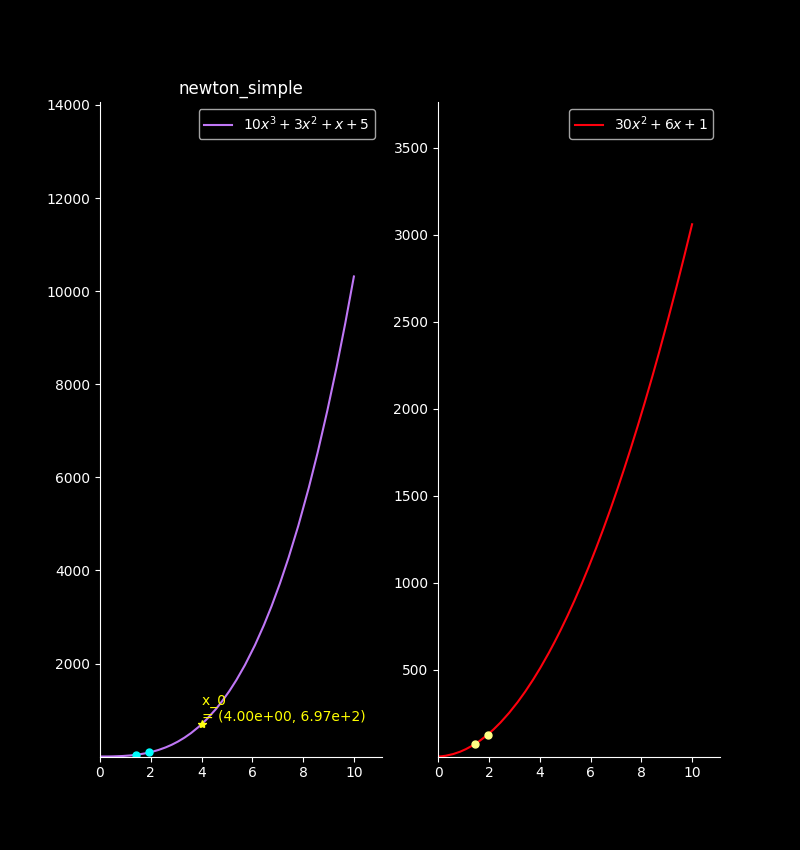 newton_simple
14000
12000
10000
8000
6000
4000
2000
0 2 4 6 8 10
10x³ + 3x² + x + 5
x_0
= (4.00e+00, 6.97e+2)
3500
3000
2500
2000
1500
1000
500
0 2 4 6 8 10
30x² + 6x + 1